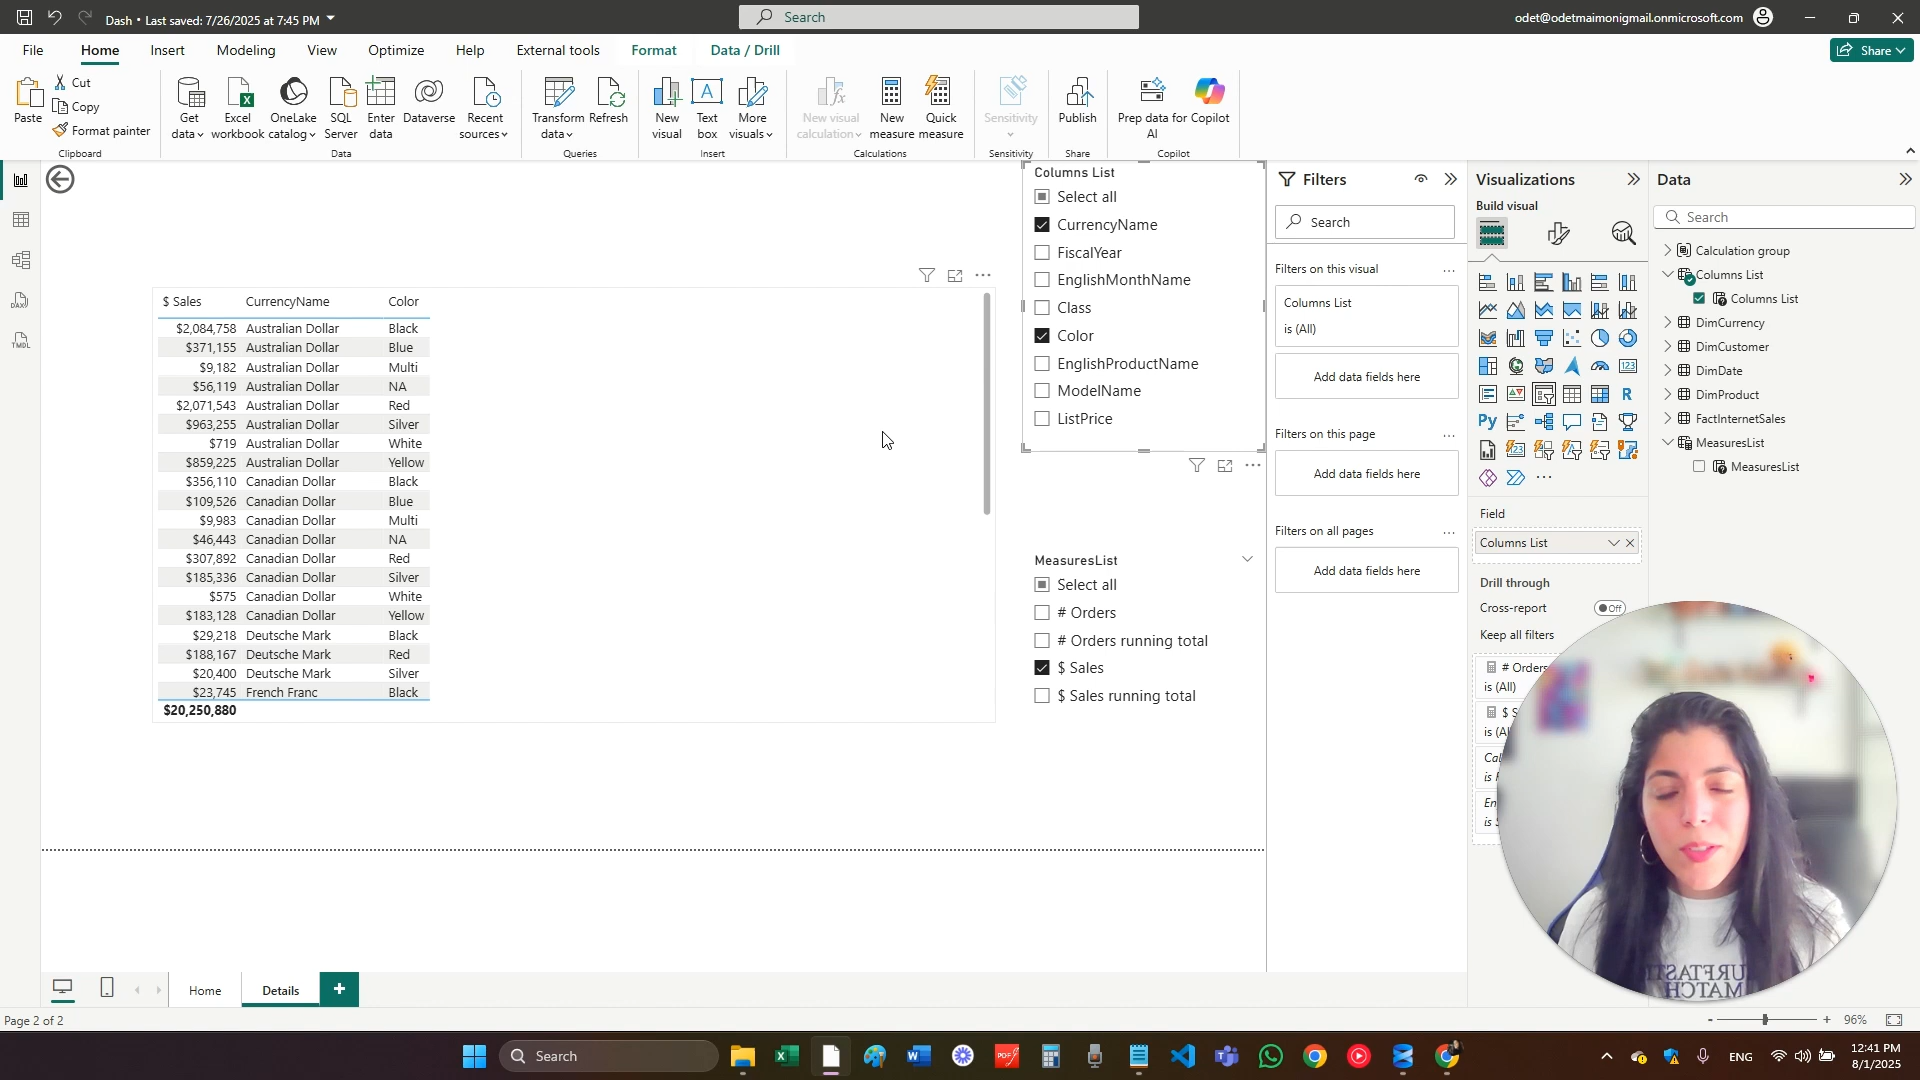 Dash • Last saved: 7/26/2025 at 7:45 PM
Search
odet@odetmaimonigmail.onmicrosoft.com
File
Home
Insert
Modeling
View
Optimize
Help
External tools
Format
Data / Drill
Share
Paste
Cut
Copy
Format painter
Get data
Excel workbook
OneLake catalog
SQL Server
Enter data
Dataverse
Recent sources
Transform data
Refresh
New visual
Text box
More visuals
New visual calculation
New measure
Quick measure
Sensitivity
Publish
Prep data for AI
Copilot
Clipboard
Data
Queries
Insert
Calculations
Sensitivity
Share
Copilot
$ Sales CurrencyName Color
$2,084,758 Australian Dollar Black
$371,155 Australian Dollar Blue
$9,182 Australian Dollar Multi
$56,119 Australian Dollar NA
$2,071,543 Australian Dollar Red
$963,255 Australian Dollar Silver
$719 Australian Dollar White
$859,225 Australian Dollar Yellow
$356,110 Canadian Dollar Black
$109,526 Canadian Dollar Blue
$9,983 Canadian Dollar Multi
$46,443 Canadian Dollar NA
$307,892 Canadian Dollar Red
$185,336 Canadian Dollar Silver
$575 Canadian Dollar White
$183,128 Canadian Dollar Yellow
$29,218 Deutsche Mark Black
$188,167 Deutsche Mark Red
$20,400 Deutsche Mark Silver
$23,745 French Franc Black
$20,250,880
Columns List
Select all
CurrencyName
FiscalYear
EnglishMonthName
Class
Color
EnglishProductName
ModelName
ListPrice
MeasuresList
Select all
# Orders
# Orders running total
$ Sales
$ Sales running total
Filters
Search
Filters on this visual
Columns List
is (All)
Add data fields here
Filters on this page
Add data fields here
Filters on all pages
Add data fields here
Visualizations
Build visual
Field
Columns List
Drill through
Cross-report
Off
Keep all filters
# Orders
is (All)
$ S
is (Al
Cal
is
En
is
Data
Search
Calculation group
Columns List
Columns List
DimCurrency
DimCustomer
DimDate
DimProduct
FactInternetSales
MeasuresList
MeasuresList
Home
Details
Page 2 of 2
96%
Search
ENG
12:41 PM
8/1/2025